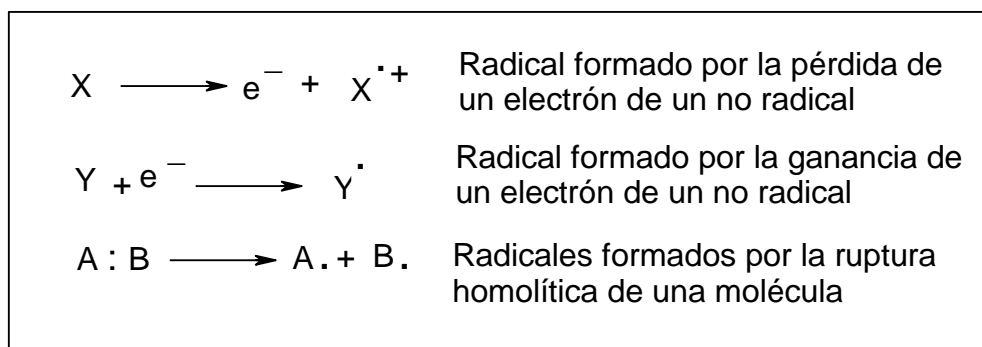 X ⟶ e⁻ + X˙⁺ Radical formado por la pérdida de
un electrón de un no radical
Y + e⁻ ⟶ Y˙ Radical formado por la ganancia de
un electrón de un no radical
A : B ⟶ A. + B. Radicales formados por la ruptura
homolítica de una molécula